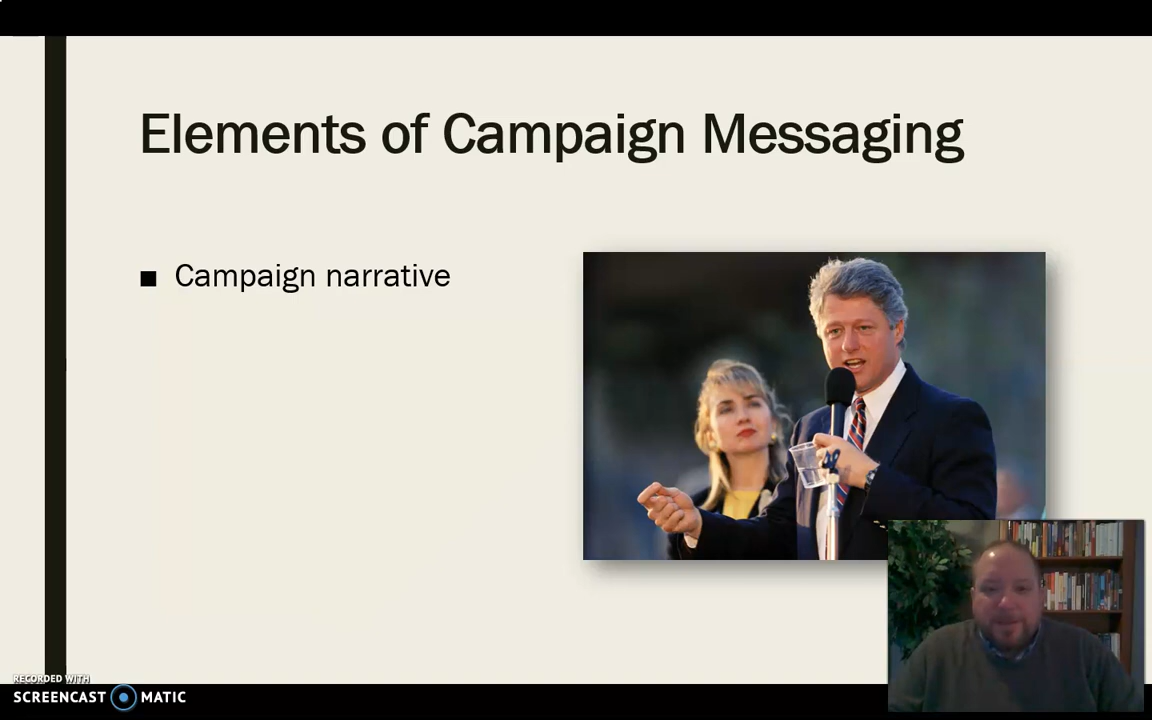 Elements of Campaign Messaging
■ Campaign narrative
RECORDED WITH
SCREENCAST MATIC